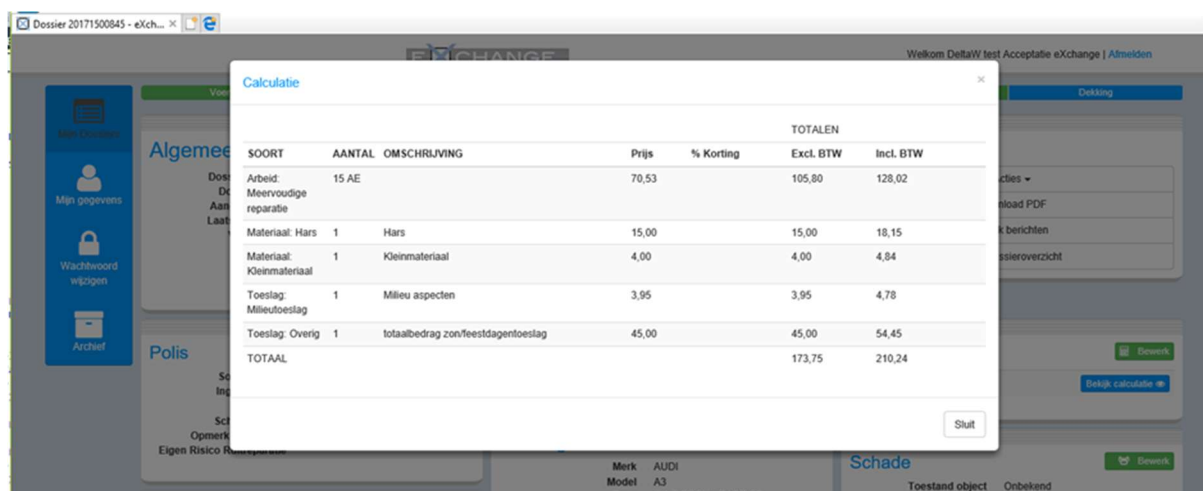 Dossier 20171500845 - eXch...
EXCHANGE
Welkom DeltaW test Acceptatie eXchange | Afmelden
Calculatie
Dekking
Mijn Dossiers
Mijn gegevens
Wachtwoord
wijzigen
Archief
TOTALEN
SOORT AANTAL OMSCHRIJVING Prijs % Korting Excl. BTW Incl. BTW
Arbeid: 15 AE 70,53 105,80 128,02
Meervoudige
reparatie
Materiaal: Hars 1 Hars 15,00 15,00 18,15
Materiaal: 1 Kleinmateriaal 4,00 4,00 4,84
Kleinmateriaal
Toeslag: 1 Milieu aspecten 3,95 3,95 4,78
Milieutoeslag
Toeslag: Overig 1 totaalbedrag zon/feestdagentoeslag 45,00 45,00 54,45
TOTAAL 173,75 210,24
Sluit
Polis
Bewerk
Bekijk calculatie
Eigen Risico
Merk AUDI
Model A3
Schade
Bewerk
Toestand object Onbekend